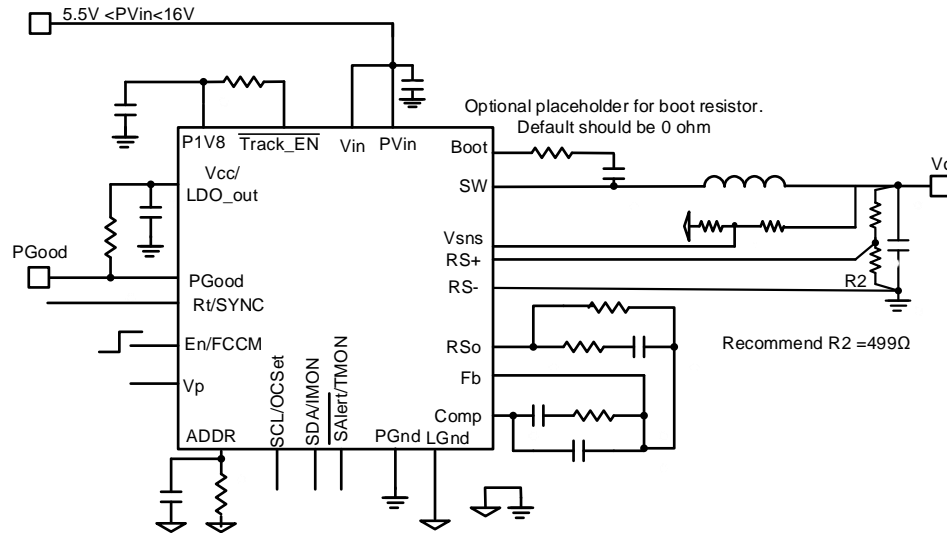 5.5V <PVin<16V
Optional placeholder for boot resistor.
Default should be 0 ohm
P1V8
Track_EN
Vin
PVin
Boot
Vcc/
LDO_out
SW
Vsns
PGood
PGood
RS+
RS-
R2
Rt/SYNC
En/FCCM
RSo
Recommend R2 =499Ω
Vp
Fb
Comp
ADDR
SCL/OCSet
SDA/IMON
SAlert/TMON
PGnd
LGnd